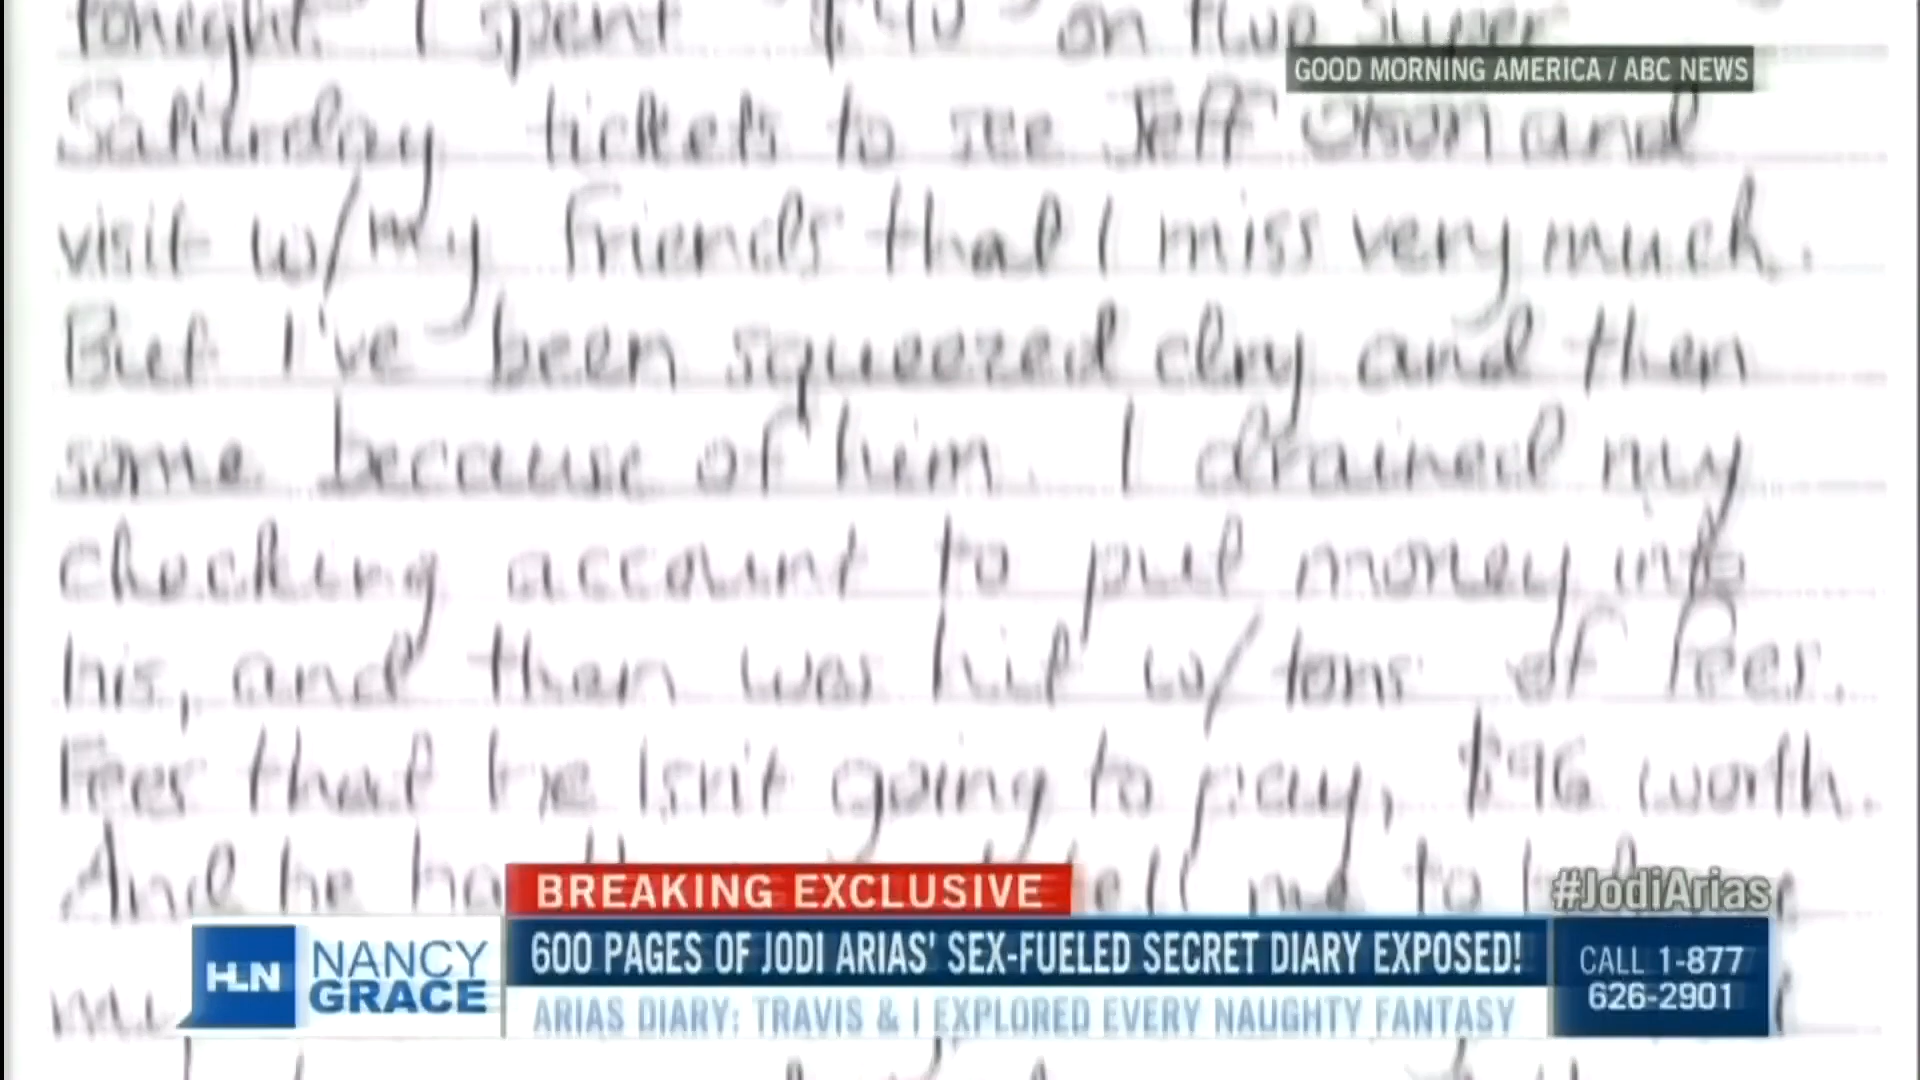 tonight. I spent $40 on two Super
GOOD MORNING AMERICA / ABC NEWS
Saturday tickets to see Jeff Olson and
visit w/ my friends that I miss very much.
But I've been squeezed dry and then
some because of him. I drained my
checking account to put money into
his, and then was hit w/ tons of fees.
Fees that he isn't going to pay, $96 worth.
And he to
BREAKING EXCLUSIVE
#JodiArias
HLN NANCY GRACE
600 PAGES OF JODI ARIAS' SEX-FUELED SECRET DIARY EXPOSED!
ARIAS DIARY: TRAVIS & I EXPLORED EVERY NAUGHTY FANTASY
CALL 1-877
626-2901